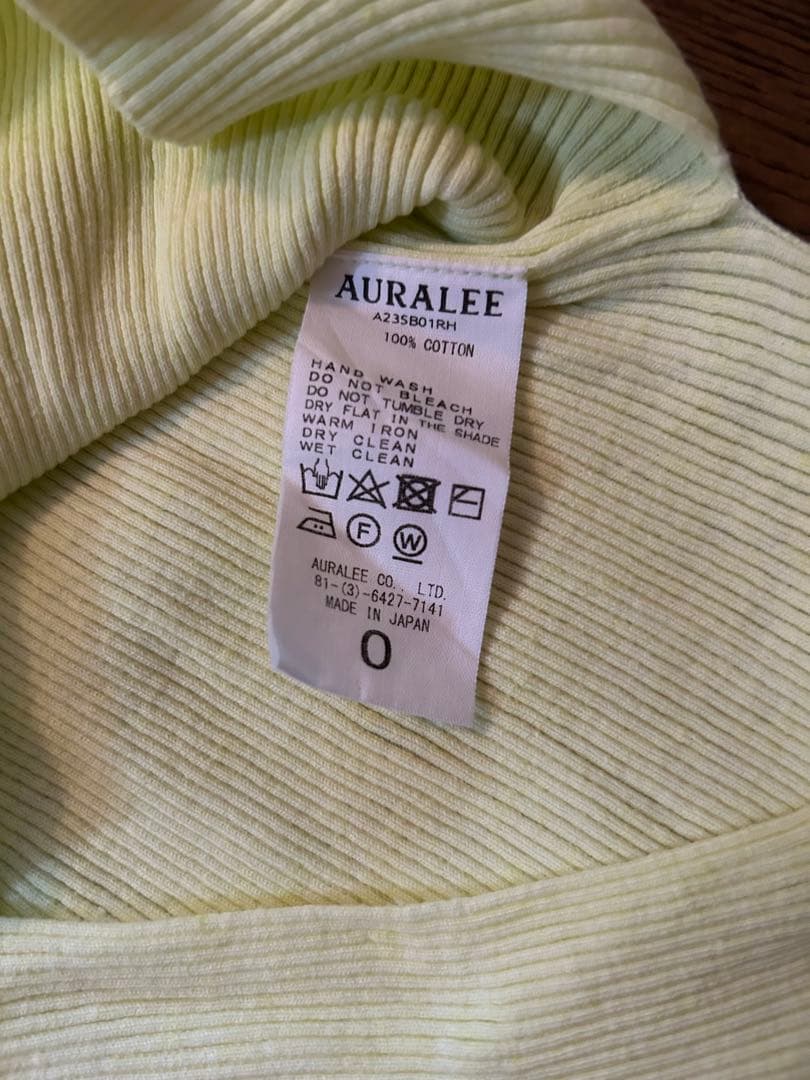 AURALEE
A23SB01RH
100% COTTON
HAND WASH
DO NOT BLEACH
DO NOT TUMBLE DRY
DRY FLAT IN THE SHADE
WARM IRON
DRY CLEAN
WET CLEAN
F W
AURALEE CO., LTD.
81-(3)-6427-7141
MADE IN JAPAN
0